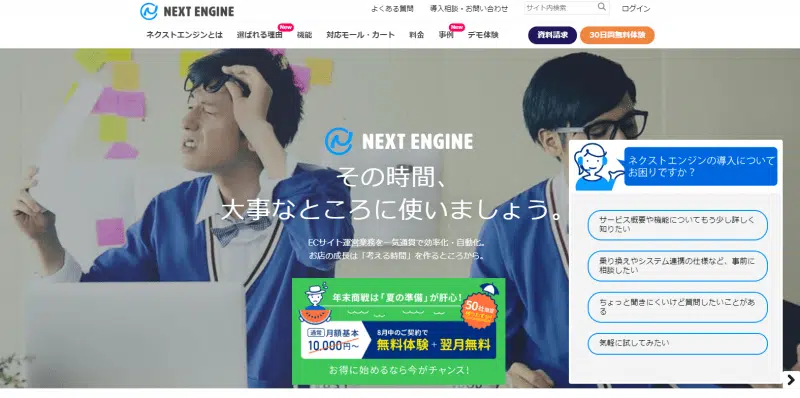 NEXT ENGINE
よくある質問
導入相談・お問い合わせ
サイト内検索
ログイン
ネクストエンジンとは
選ばれる理由
New
機能
対応モール・カート
料金
事例
New
デモ体験
資料請求
30日間無料体験
NEXT ENGINE
その時間、
大事なところに使いましょう。
ECサイト運営業務を一気通貫で効率化・自動化。
お店の成長は「考える時間」を作るところから。
年末商戦は「夏の準備」が肝心!
50社限定
通常 月額基本
10,000円～
8月中のご契約で
無料体験+翌月無料
お得に始めるなら今がチャンス!
ネクストエンジンの導入について
お困りですか？
サービス概要や機能についてもう少し詳しく
知りたい
乗り換えやシステム連携の仕様など、事前に
相談したい
ちょっと聞きにくいけど質問したいことがあ
る
気軽に試してみたい